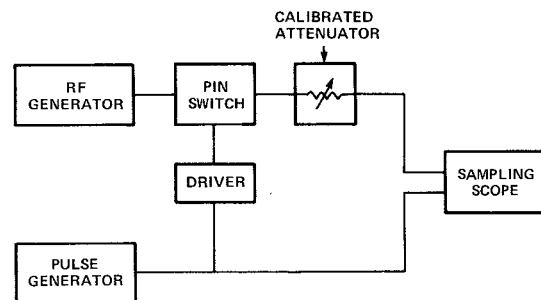 CALIBRATED
ATTENUATOR
RF
GENERATOR
PIN
SWITCH
DRIVER
SAMPLING
SCOPE
PULSE
GENERATOR